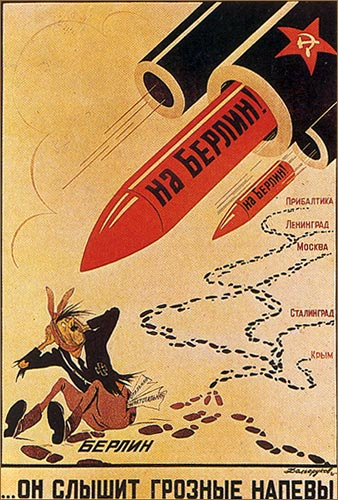 НА БЕРЛИН!
НА БЕРЛИН!
ПРИБАЛТИКА
ЛЕНИНГРАД
МОСКВА
СТАЛИНГРАД
КРЫМ
БЕРЛИН
...ОН СЛЫШИТ ГРОЗНЫЕ НАПЕВЫ